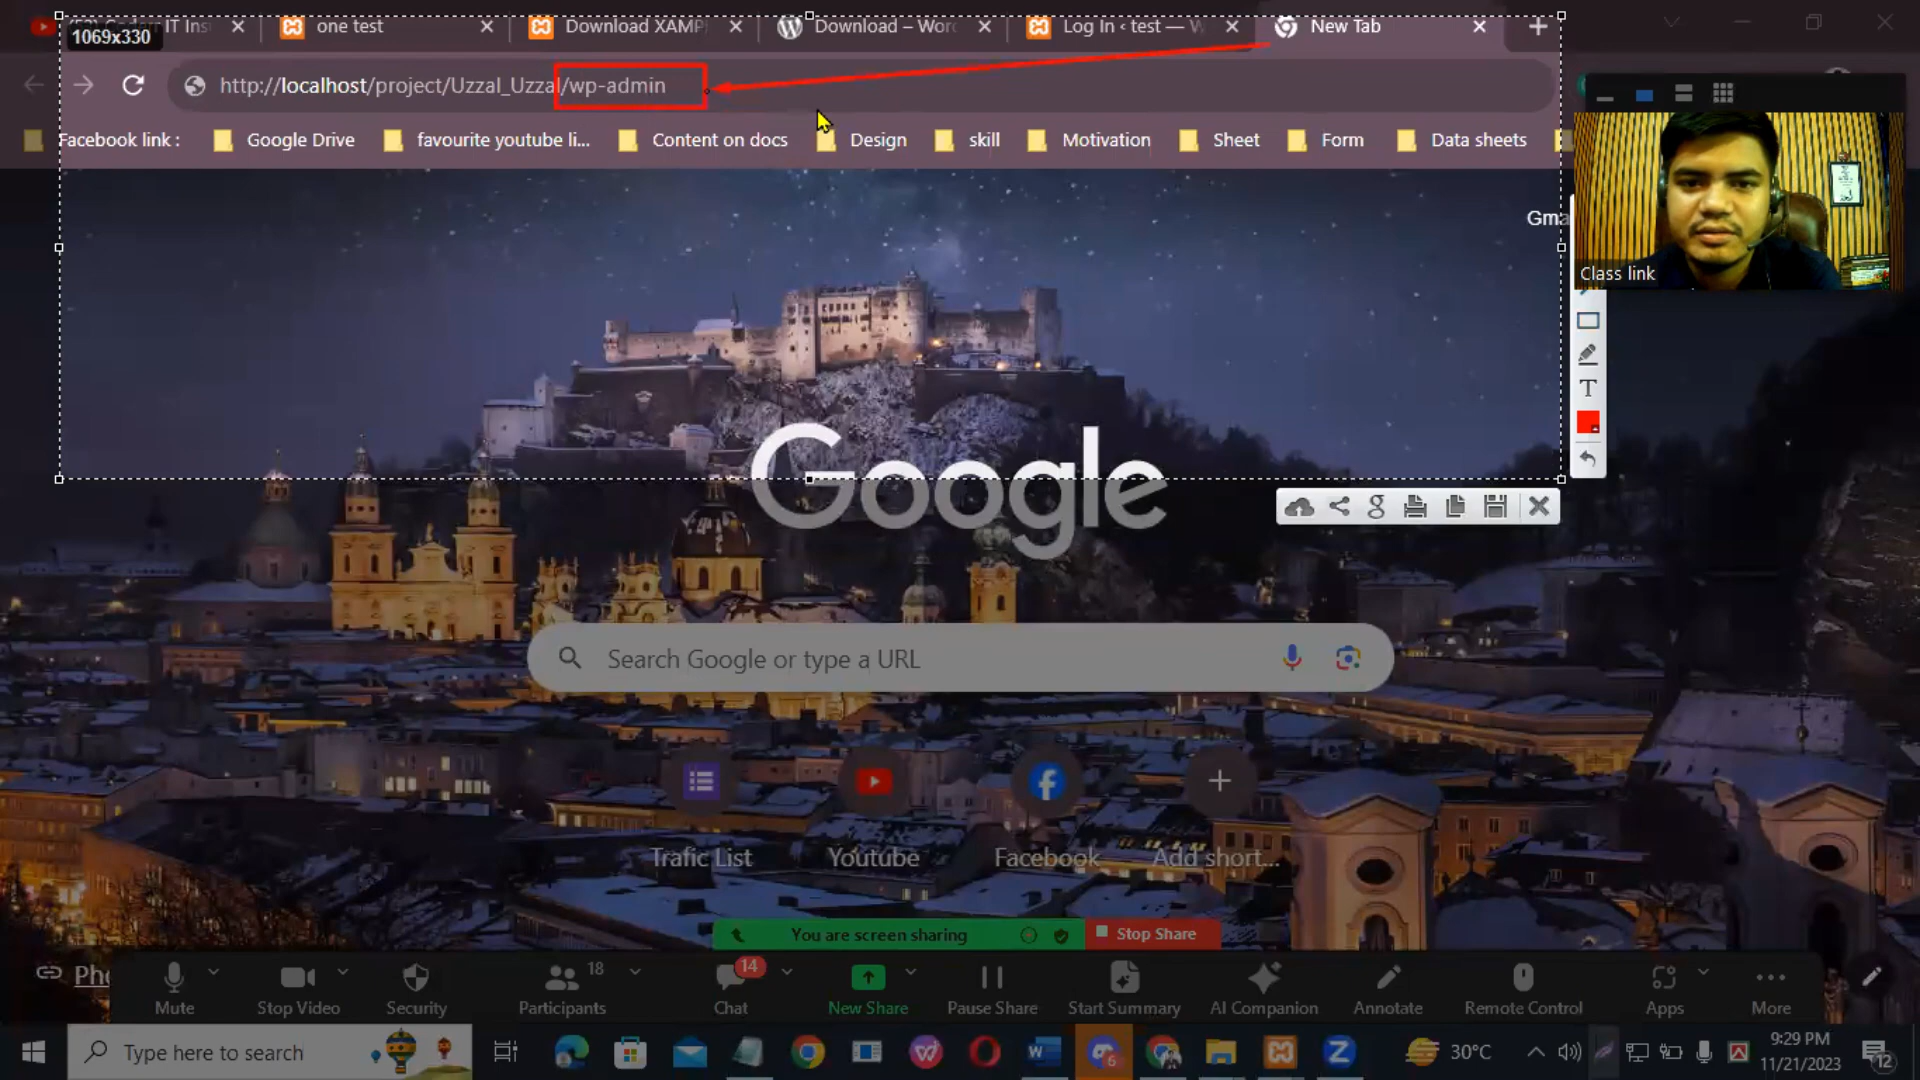 1069x330
IT Ins
one test
Download XAMP
Download – Word
Log In ‹ test — W
New Tab
http://localhost/project/Uzzal_Uzzal/wp-admin
Facebook link :
Google Drive
favourite youtube li...
Content on docs
Design
skill
Motivation
Sheet
Form
Data sheets
Gma
Class link
T
Google
Search Google or type a URL
Trafic List
Youtube
Facebook
Add short...
You are screen sharing
Stop Share
Pho
18
14
Mute
Stop Video
Security
Participants
Chat
New Share
Pause Share
Start Summary
AI Companion
Annotate
Remote Control
Apps
More
Type here to search
6
30°C
9:29 PM
11/21/2023
12